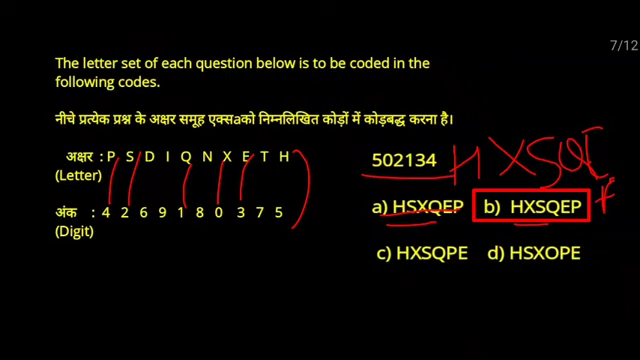 7/12
The letter set of each question below is to be coded in the
following codes.
नीचे प्रत्येक प्रश्न के अक्षर समूह एक्सaको निम्नलिखित कोड़ों में कोड़बद्ध करना है।
अक्षर : P S D I Q N X E T H
(Letter)
अंक : 4 2 6 9 1 8 0 3 7 5
(Digit)
502134 HXSQE
a) HSXQEP b) HXSQEP
c) HXSQPE d) HSXOPE